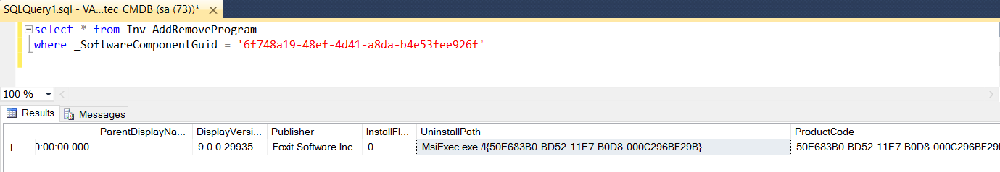 SQLQuery1.sql - VA...tec_CMDB (sa (73))*
select * from Inv_AddRemoveProgram
where _SoftwareComponentGuid = '6f748a19-48ef-4d41-a8da-b4e53fee926f'
100 %
Results Messages
ParentDisplayNa... DisplayVersi... Publisher InstallFl... UninstallPath ProductCode
1 0:00:00.000 9.0.0.29935 Foxit Software Inc. 0 MsiExec.exe /I{50E683B0-BD52-11E7-B0D8-000C296BF29B} 50E683B0-BD52-11E7-B0D8-000C296BF29